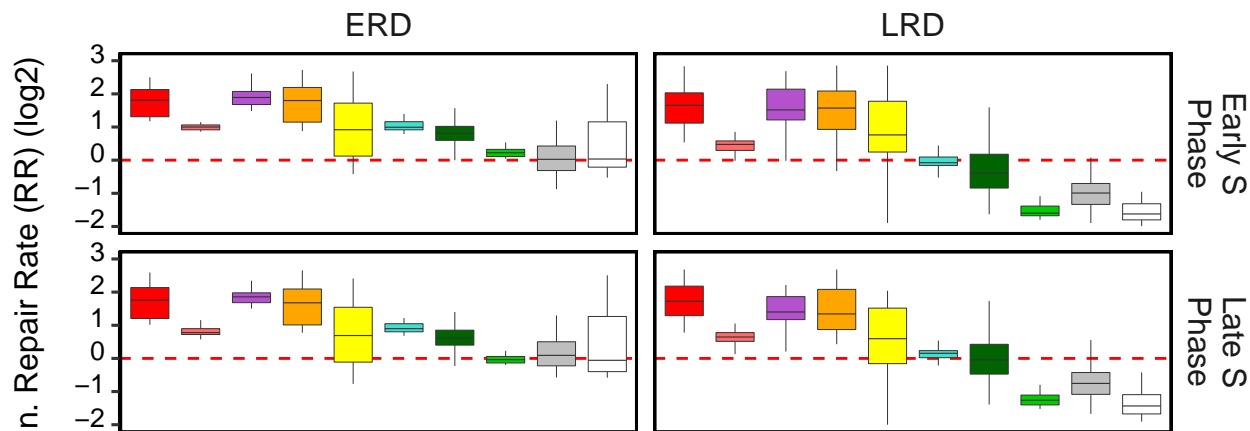 ERD
LRD
n. Repair Rate (RR) (log2)
3
2
1
0
−1
−2
Early S
Phase
3
2
1
0
−1
−2
Late S
Phase